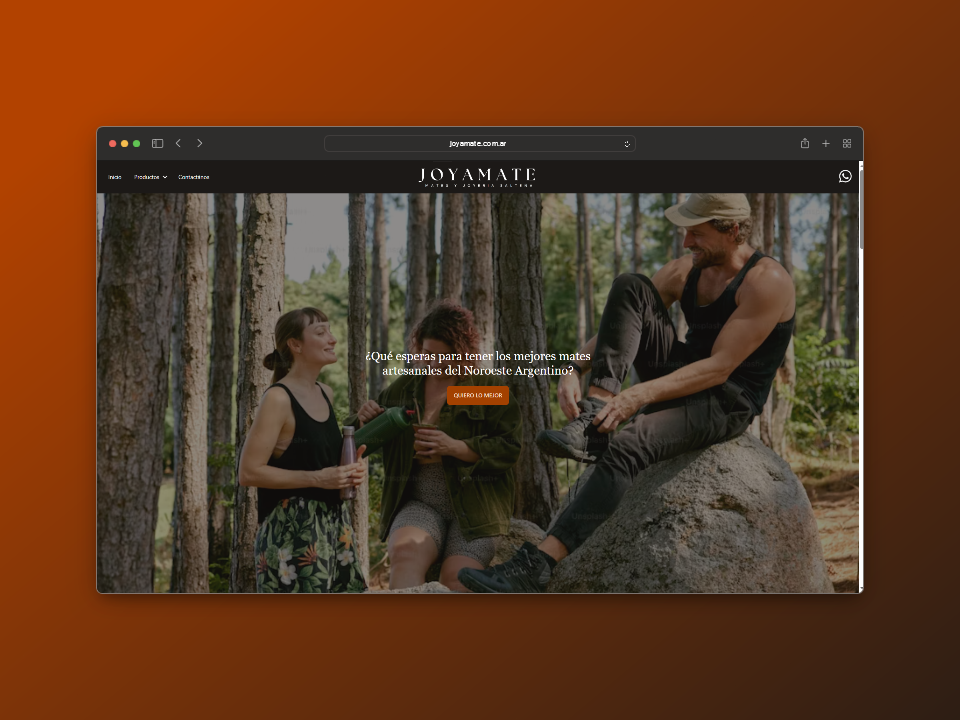 joyamate.com.ar
Inicio Productos Contactános
JOYAMATE
MATES Y JOYERÍA SALTEÑA
¿Qué esperas para tener los mejores mates
artesanales del Noroeste Argentino?
QUIERO LO MEJOR